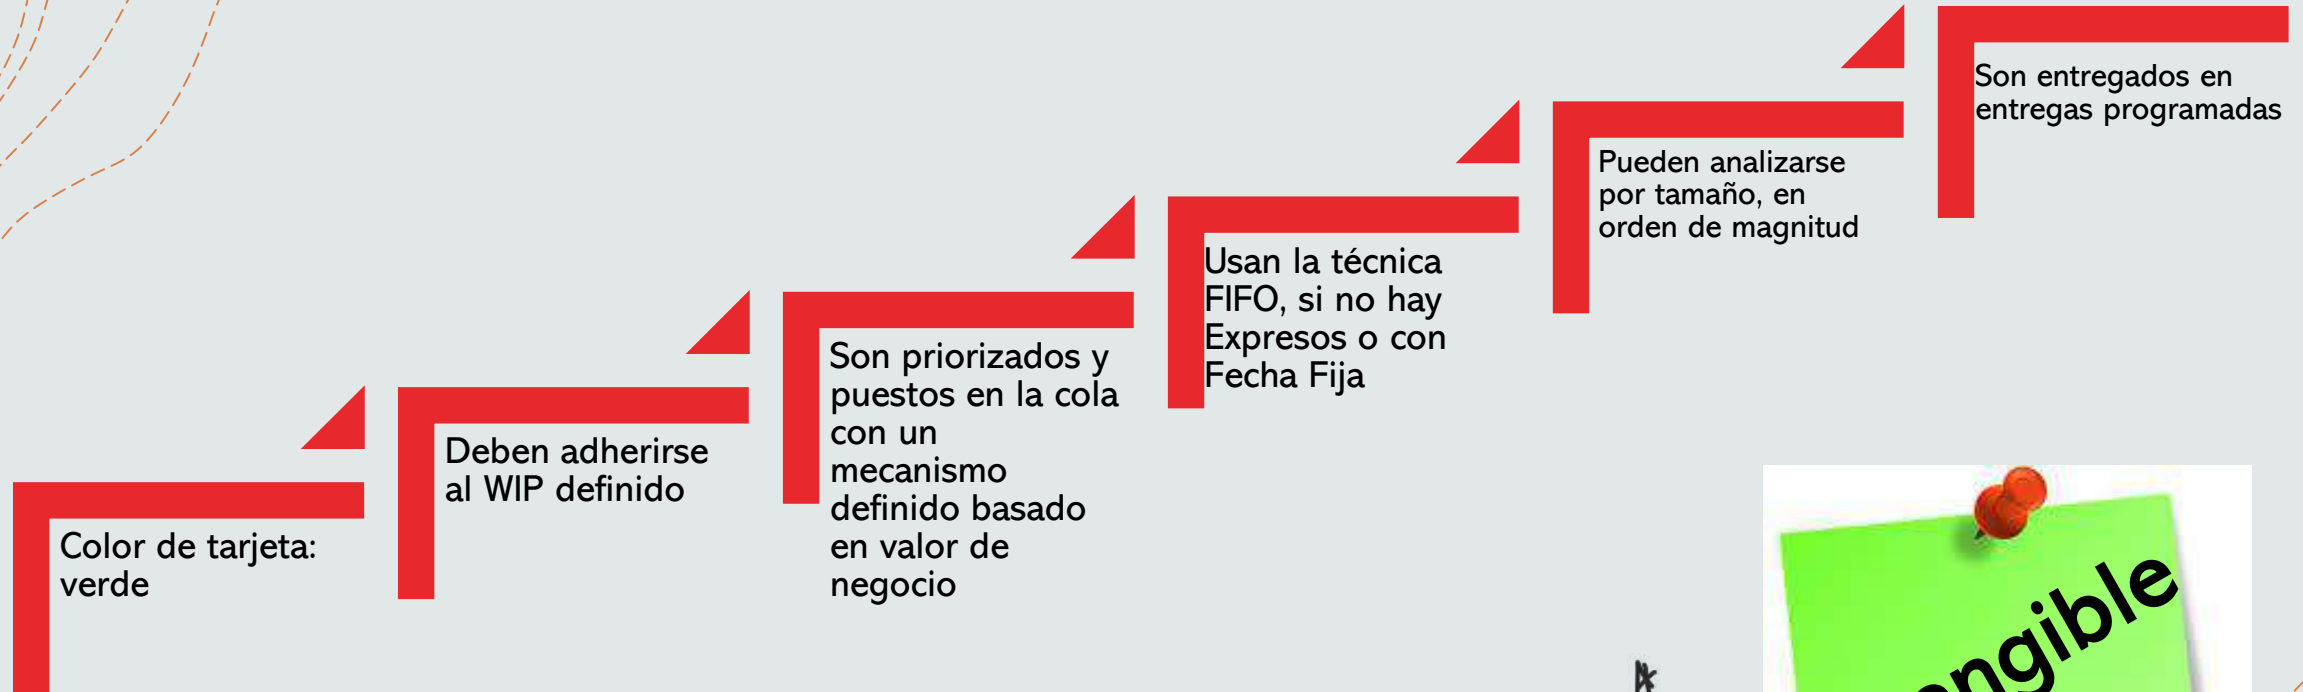 Color de tarjeta:
verde
Deben adherirse
al WIP definido
Son priorizados y
puestos en la cola
con un
mecanismo
definido basado
en valor de
negocio
Usan la técnica
FIFO, si no hay
Expresos o con
Fecha Fija
Pueden analizarse
por tamaño, en
orden de magnitud
Son entregados en
entregas programadas